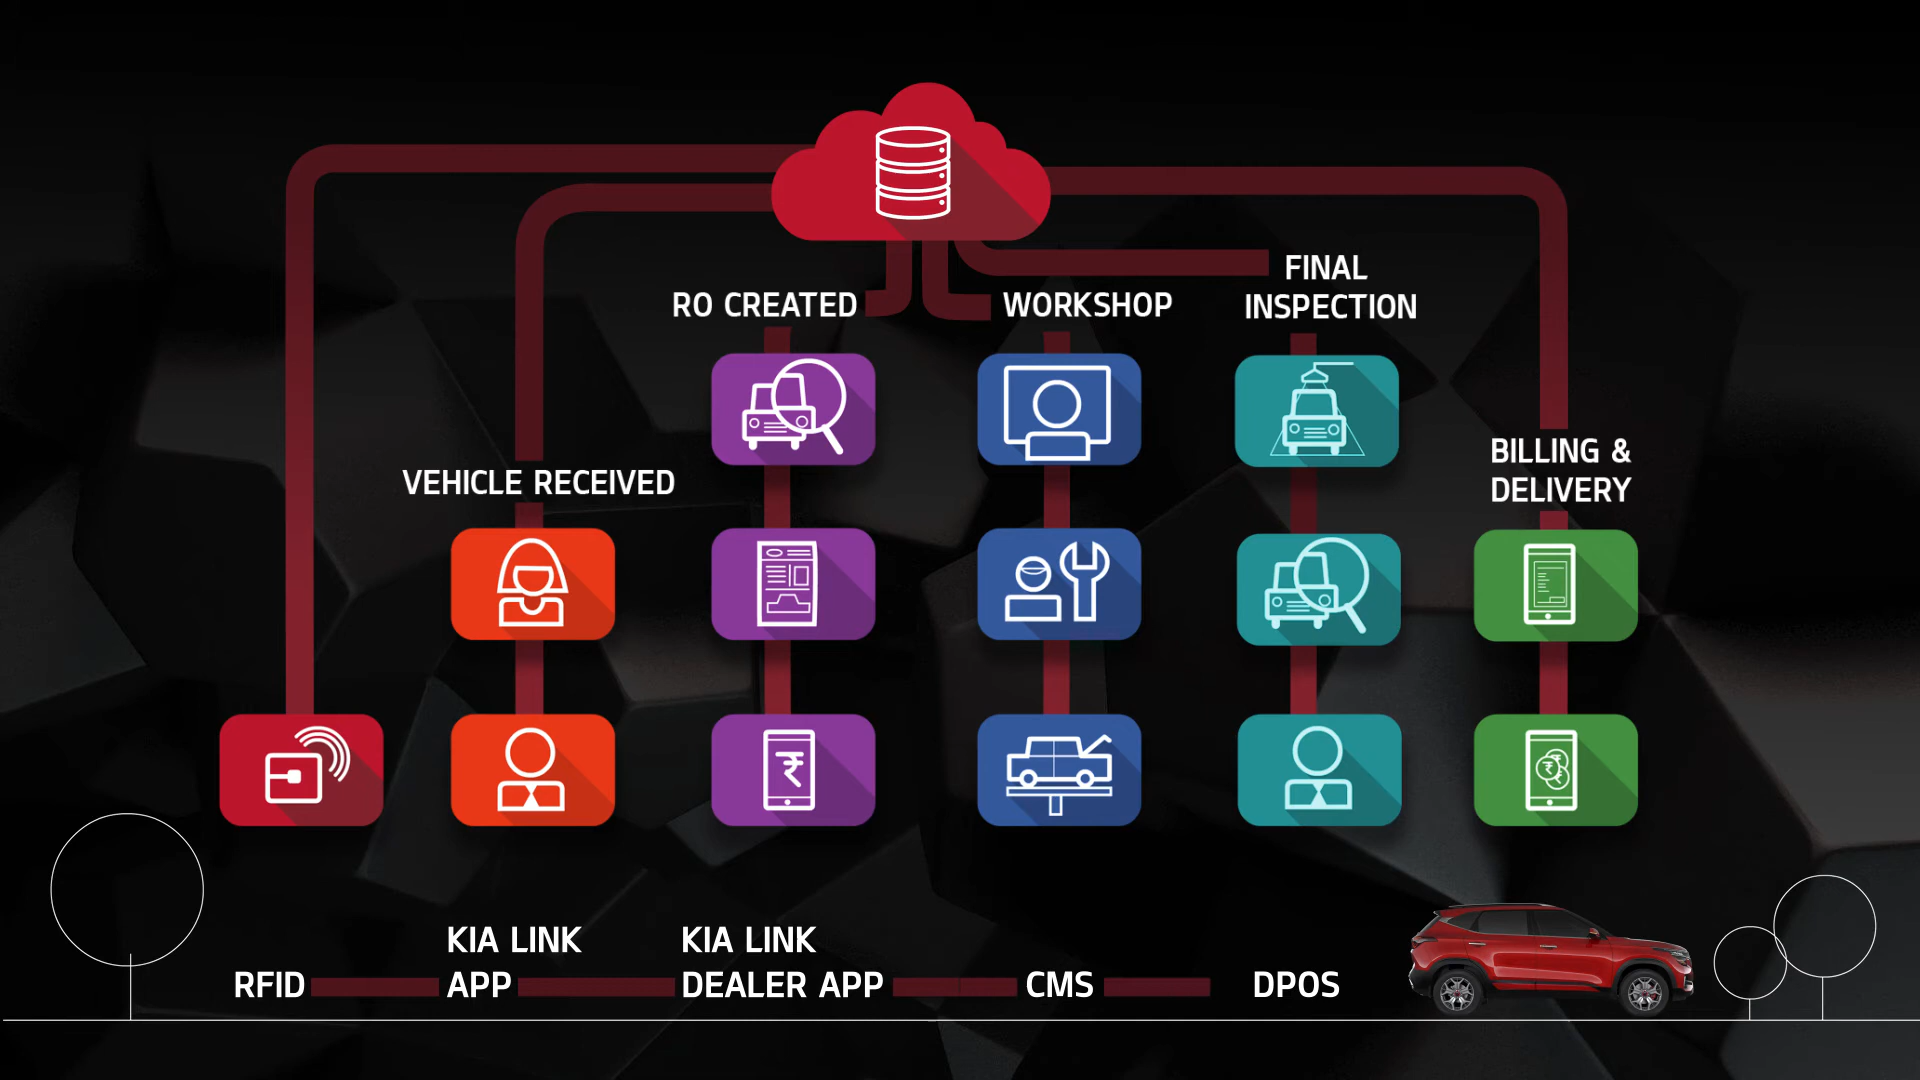 FINAL
INSPECTION
RO CREATED
WORKSHOP
BILLING &
DELIVERY
VEHICLE RECEIVED
₹
₹
₹
₹
KIA LINK
APP
KIA LINK
DEALER APP
RFID
CMS
DPOS